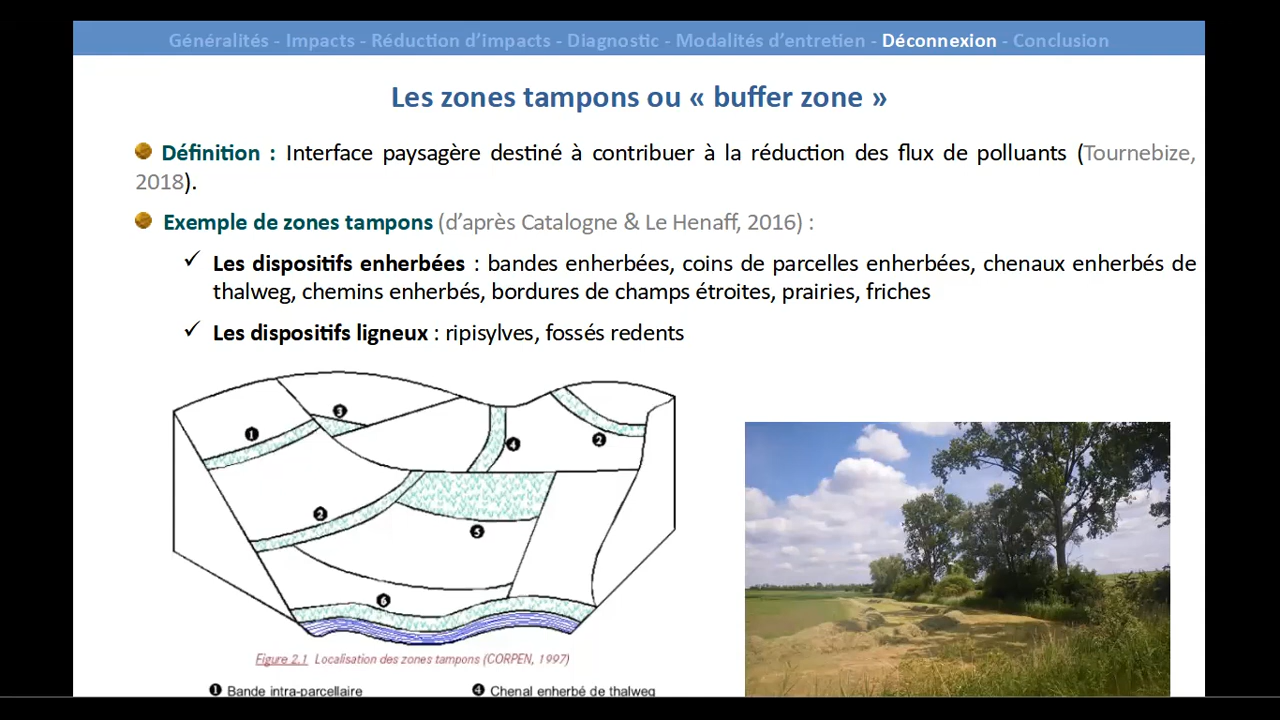 Généralités - Impacts - Réduction d'impacts - Diagnostic - Modalités d'entretien - Déconnexion - Conclusion
Les zones tampons ou « buffer zone »
Définition : Interface paysagère destiné à contribuer à la réduction des flux de polluants (Tournebize,
2018).
Exemple de zones tampons (d'après Catalogne & Le Henaff, 2016) :
✓ Les dispositifs enherbées : bandes enherbées, coins de parcelles enherbées, chenaux enherbés de
thalweg, chemins enherbés, bordures de champs étroites, prairies, friches
✓ Les dispositifs ligneux : ripisylves, fossés redents
3
1
4
2
2
5
6
Figure 2.1 Localisation des zones tampons (CORPEN, 1997)
1 Bande intra-parcellaire
4 Chenal enherbé de thalweg